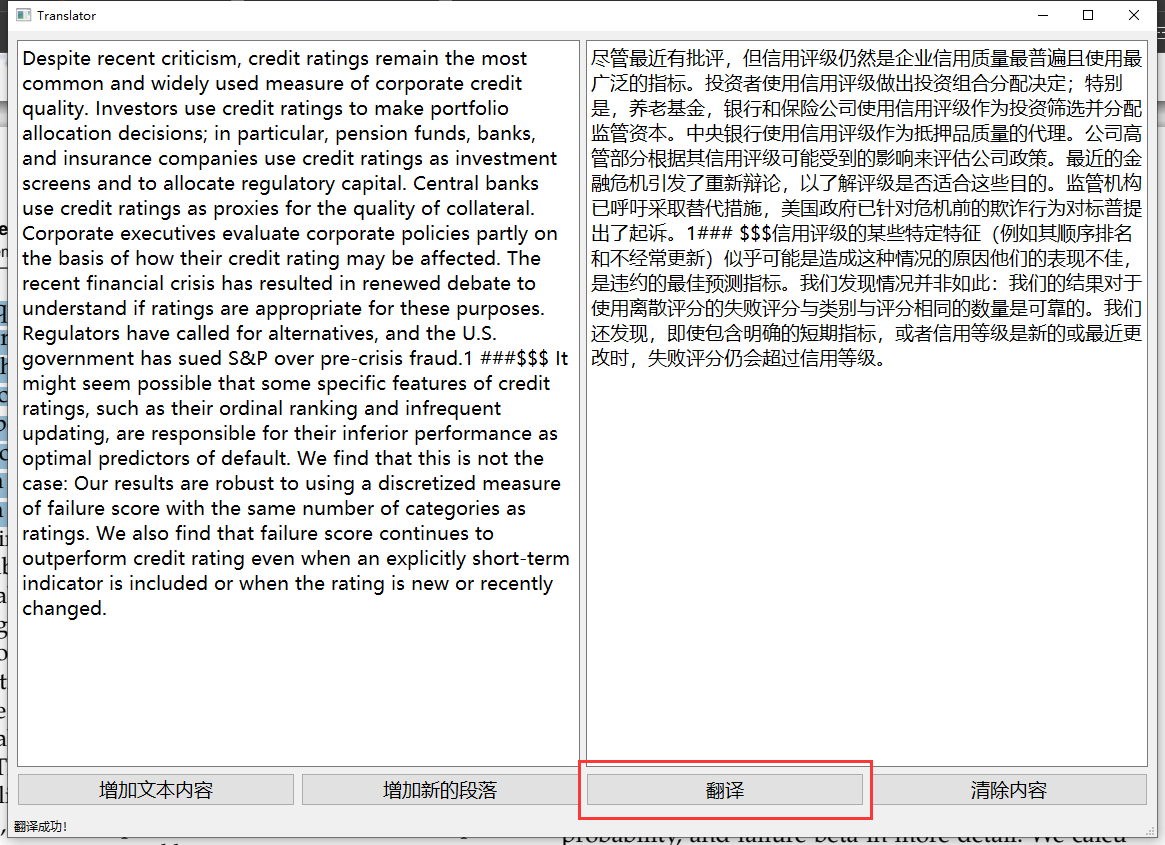 Translator
Despite recent criticism, credit ratings remain the most
common and widely used measure of corporate credit
quality. Investors use credit ratings to make portfolio
allocation decisions; in particular, pension funds, banks,
and insurance companies use credit ratings as investment
screens and to allocate regulatory capital. Central banks
use credit ratings as proxies for the quality of collateral.
Corporate executives evaluate corporate policies partly on
the basis of how their credit rating may be affected. The
recent financial crisis has resulted in renewed debate to
understand if ratings are appropriate for these purposes.
Regulators have called for alternatives, and the U.S.
government has sued S&P over pre-crisis fraud.1 ###$$$ It
might seem possible that some specific features of credit
ratings, such as their ordinal ranking and infrequent
updating, are responsible for their inferior performance as
optimal predictors of default. We find that this is not the
case: Our results are robust to using a discretized measure
of failure score with the same number of categories as
ratings. We also find that failure score continues to
outperform credit rating even when an explicitly short-term
indicator is included or when the rating is new or recently
changed.
尽管最近有批评，但信用评级仍然是企业信用质量最普遍且使用最
广泛的指标。投资者使用信用评级做出投资组合分配决定；特别
是，养老基金，银行和保险公司使用信用评级作为投资筛选并分配
监管资本。中央银行使用信用评级作为抵押品质量的代理。公司高
管部分根据其信用评级可能受到的影响来评估公司政策。最近的金
融危机引发了重新辩论，以了解评级是否适合这些目的。监管机构
已呼吁采取替代措施，美国政府已针对危机前的欺诈行为对标普提
出了起诉。1### $$$信用评级的某些特定特征（例如其顺序排名
和不经常更新）似乎可能是造成这种情况的原因他们的表现不佳，
是违约的最佳预测指标。我们发现情况并非如此：我们的结果对于
使用离散评分的失败评分与类别与评分相同的数量是可靠的。我们
还发现，即使包含明确的短期指标，或者信用等级是新的或最近更
改时，失败评分仍会超过信用等级。
增加文本内容
增加新的段落
翻译
清除内容
翻译成功！
probability, and failure beta in more detail. We calcu